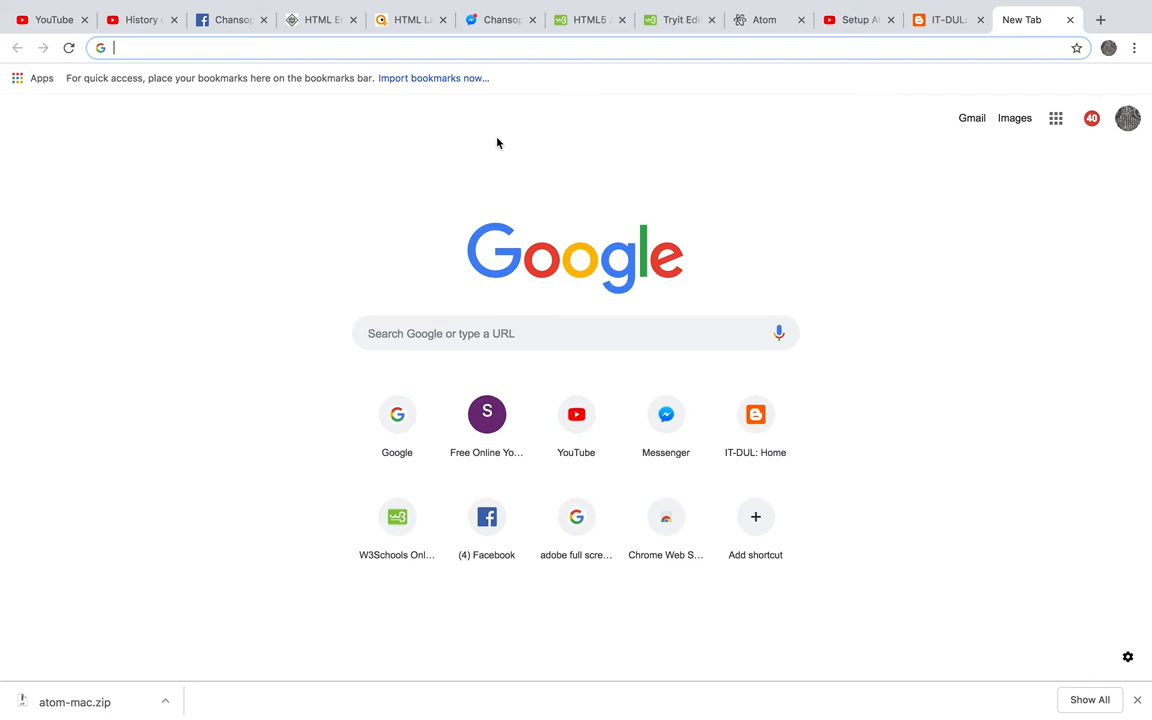 YouTube
History
Chansop
HTML
HTML
Chansop
HTML5
Tryit
Atom
Setup
IT-DUL:
New Tab
Apps
For quick access, place your bookmarks here on the bookmarks bar. Import bookmarks now...
Gmail Images 40
Google
Search Google or type a URL
S
Google
Free Online Yo...
YouTube
Messenger
IT-DUL: Home
W3Schools Onl...
(4) Facebook
adobe full scre...
Chrome Web S...
Add shortcut
atom-mac.zip
Show All